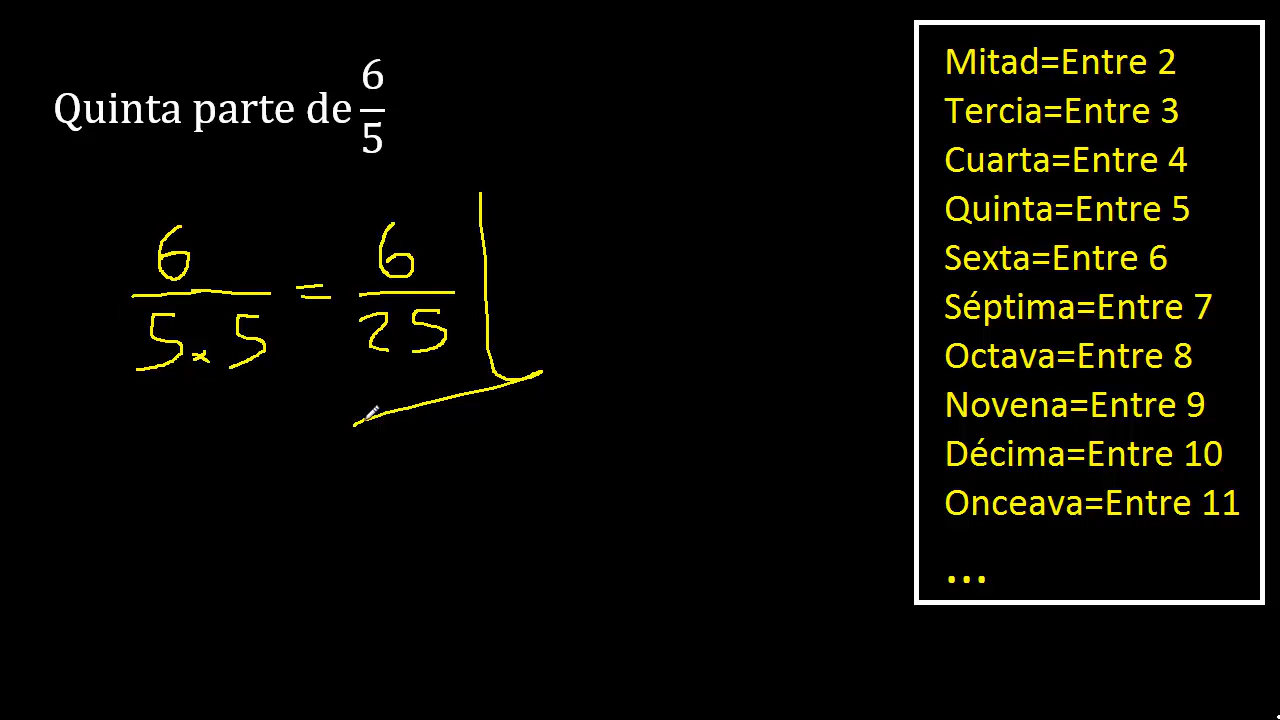 Quinta parte de 6/5
6/(5 × 5) = 6/25
Mitad=Entre 2
Tercia=Entre 3
Cuarta=Entre 4
Quinta=Entre 5
Sexta=Entre 6
Séptima=Entre 7
Octava=Entre 8
Novena=Entre 9
Décima=Entre 10
Onceava=Entre 11
...